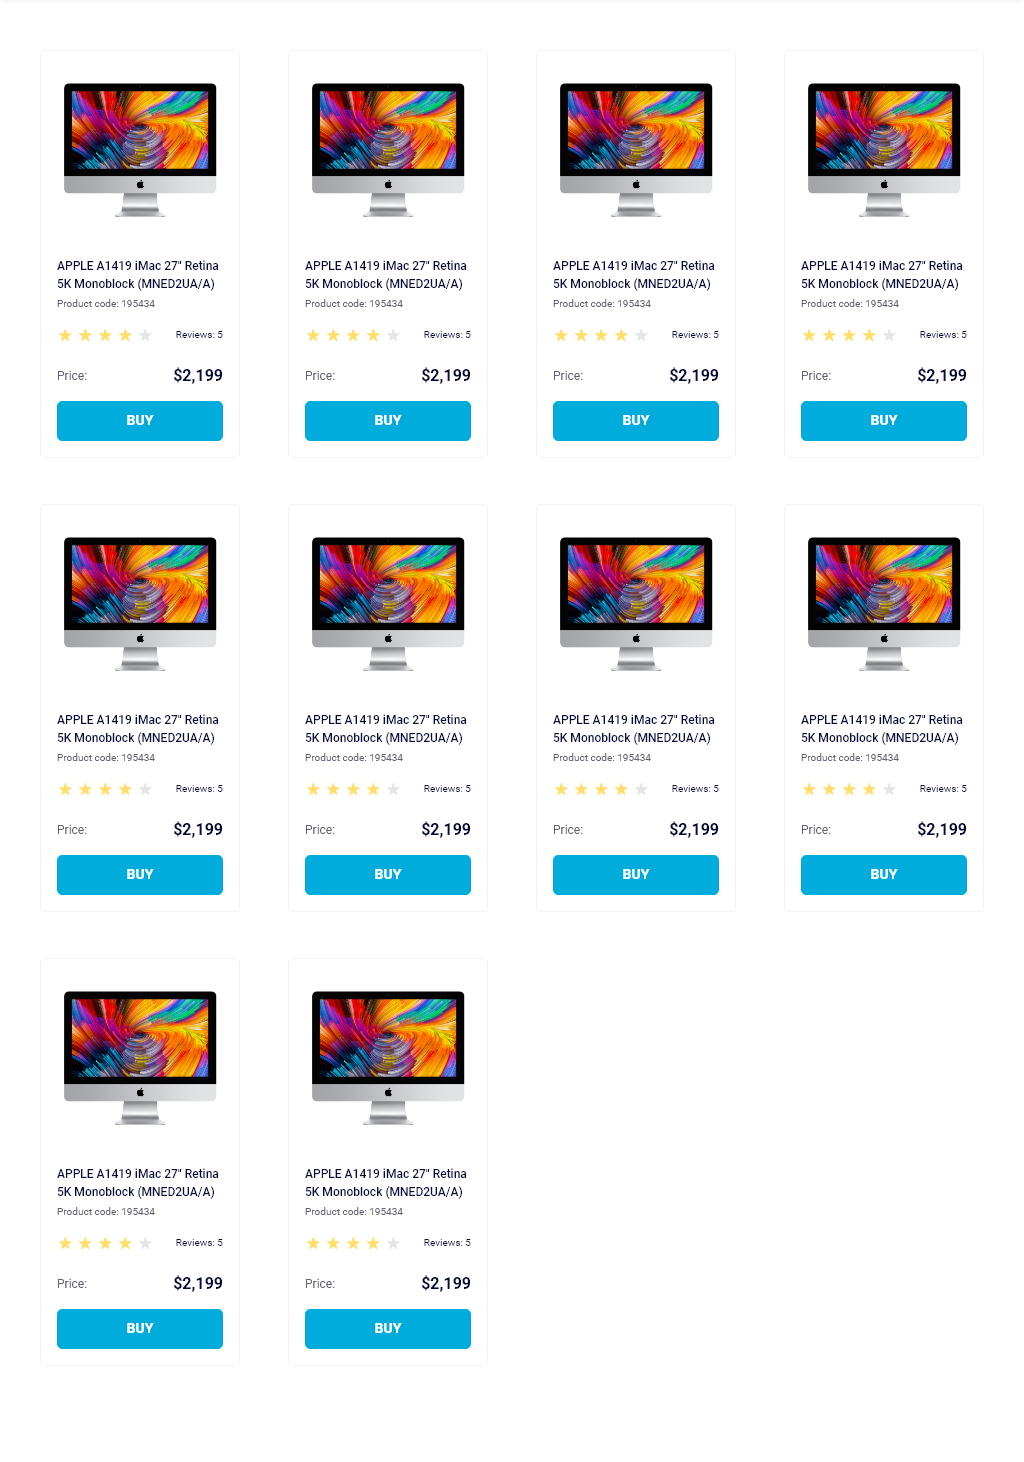 APPLE A1419 iMac 27" Retina
5K Monoblock (MNED2UA/A)
Product code: 195434
Reviews: 5
Price: $2,199
BUY
APPLE A1419 iMac 27" Retina
5K Monoblock (MNED2UA/A)
Product code: 195434
Reviews: 5
Price: $2,199
BUY
APPLE A1419 iMac 27" Retina
5K Monoblock (MNED2UA/A)
Product code: 195434
Reviews: 5
Price: $2,199
BUY
APPLE A1419 iMac 27" Retina
5K Monoblock (MNED2UA/A)
Product code: 195434
Reviews: 5
Price: $2,199
BUY
APPLE A1419 iMac 27" Retina
5K Monoblock (MNED2UA/A)
Product code: 195434
Reviews: 5
Price: $2,199
BUY
APPLE A1419 iMac 27" Retina
5K Monoblock (MNED2UA/A)
Product code: 195434
Reviews: 5
Price: $2,199
BUY
APPLE A1419 iMac 27" Retina
5K Monoblock (MNED2UA/A)
Product code: 195434
Reviews: 5
Price: $2,199
BUY
APPLE A1419 iMac 27" Retina
5K Monoblock (MNED2UA/A)
Product code: 195434
Reviews: 5
Price: $2,199
BUY
APPLE A1419 iMac 27" Retina
5K Monoblock (MNED2UA/A)
Product code: 195434
Reviews: 5
Price: $2,199
BUY
APPLE A1419 iMac 27" Retina
5K Monoblock (MNED2UA/A)
Product code: 195434
Reviews: 5
Price: $2,199
BUY